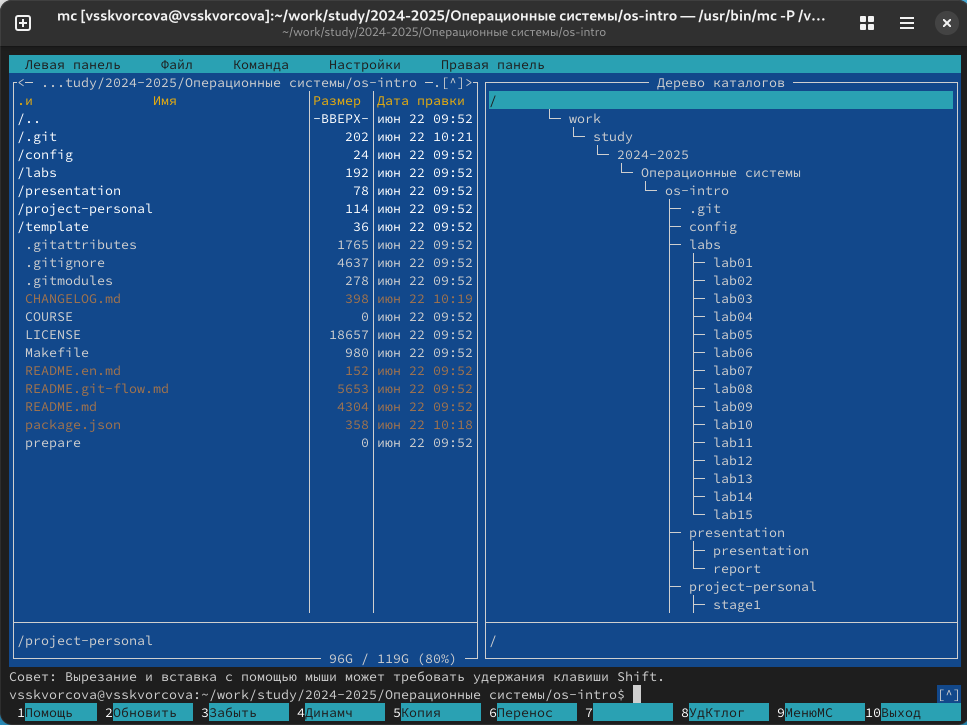 mc [vsskvorcova@vsskvorcova]:~/work/study/2024-2025/Операционные системы/os-intro — /usr/bin/mc -P /v…
~/work/study/2024-2025/Операционные системы/os-intro
Левая панель Файл Команда Настройки Правая панель
<— ...tudy/2024-2025/Операционные системы/os-intro —.[^]>
.и Имя Размер Дата правки
/.. -ВВЕРХ- июн 22 09:52
/.git 202 июн 22 10:21
/config 24 июн 22 09:52
/labs 192 июн 22 09:52
/presentation 78 июн 22 09:52
/project-personal 114 июн 22 09:52
/template 36 июн 22 09:52
.gitattributes 1765 июн 22 09:52
.gitignore 4637 июн 22 09:52
.gitmodules 278 июн 22 09:52
CHANGELOG.md 398 июн 22 10:19
COURSE 0 июн 22 09:52
LICENSE 18657 июн 22 09:52
Makefile 980 июн 22 09:52
README.en.md 152 июн 22 09:52
README.git-flow.md 5653 июн 22 09:52
README.md 4304 июн 22 09:52
package.json 358 июн 22 10:18
prepare 0 июн 22 09:52
/project-personal
96G / 119G (80%)
Дерево каталогов
/
work
study
2024-2025
Операционные системы
os-intro
.git
config
labs
lab01
lab02
lab03
lab04
lab05
lab06
lab07
lab08
lab09
lab10
lab11
lab12
lab13
lab14
lab15
presentation
presentation
report
project-personal
stage1
/
Совет: Вырезание и вставка с помощью мыши может требовать удержания клавиши Shift.
vsskvorcova@vsskvorcova:~/work/study/2024-2025/Операционные системы/os-intro$ [^]
1Помощь 2Обновить 3Забыть 4Динамч 5Копия 6Перенос 7 8УдКтлог 9МенюМС 10Выход